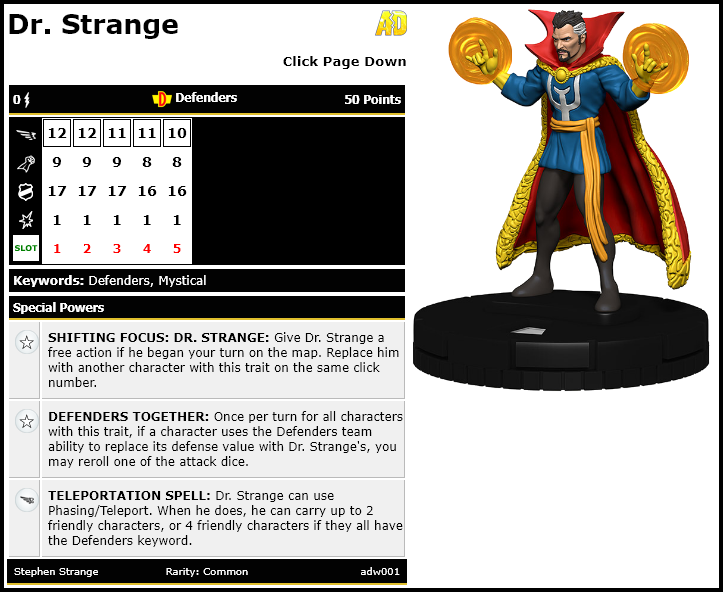 Dr. Strange
AD
Click Page Down
0 Defenders 50 Points
12 12 11 11 10
9 9 9 8 8
17 17 17 16 16
1 1 1 1 1
SLOT 1 2 3 4 5
Keywords: Defenders, Mystical
Special Powers
SHIFTING FOCUS: DR. STRANGE: Give Dr. Strange a
free action if he began your turn on the map. Replace him
with another character with this trait on the same click
number.
DEFENDERS TOGETHER: Once per turn for all characters
with this trait, if a character uses the Defenders team
ability to replace its defense value with Dr. Strange's, you
may reroll one of the attack dice.
TELEPORTATION SPELL: Dr. Strange can use
Phasing/Teleport. When he does, he can carry up to 2
friendly characters, or 4 friendly characters if they all have
the Defenders keyword.
Stephen Strange Rarity: Common adw001